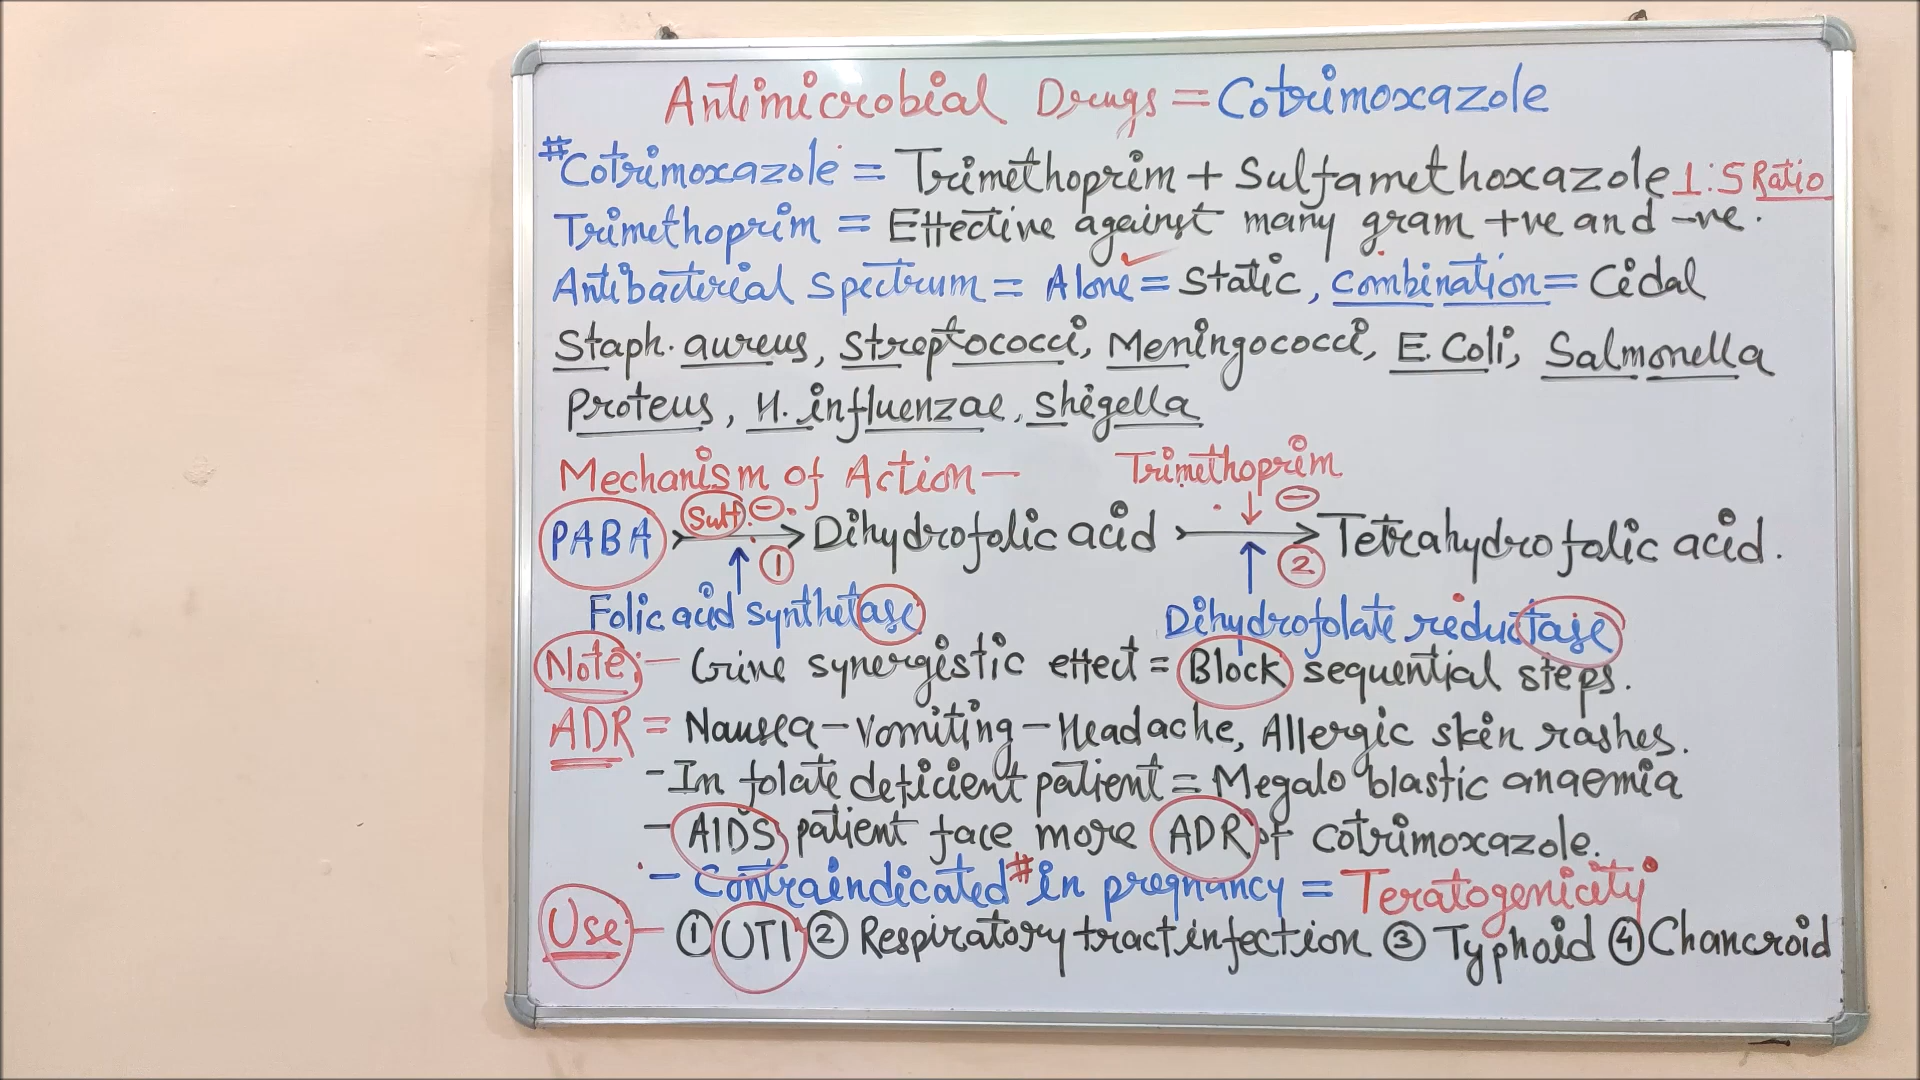 Antimicrobial Drugs = Cotrimoxazole
#Cotrimoxazole = Trimethoprim + Sulfamethoxazole 1:5 Ratio
Trimethoprim = Effective against many gram +ve and -ve.
Antibacterial spectrum = Alone = Static, combination = Cidal
Staph. aureus, Streptococci, Meningococci, E. Coli, Salmonella
Proteus, H. influenzae, Shigella
Mechanism of Action — Trimethoprim
PABA Sulf. ⊖ → Dihydrofolic acid ↓ ⊖ → Tetrahydrofolic acid.
↑ ① ↑ ②
Folic acid synthetase Dihydrofolate reductase
Note:- Give synergistic effect = Block sequential steps.
ADR = Nausea - Vomiting - Headache, Allergic skin rashes.
- In folate deficient patient = Megalo blastic anaemia
- AIDS patient face more ADR of cotrimoxazole.
- Contraindicated # in pregnancy = Teratogenicity
Use - ① UTI ② Respiratory tract infection ③ Typhoid ④ Chancroid